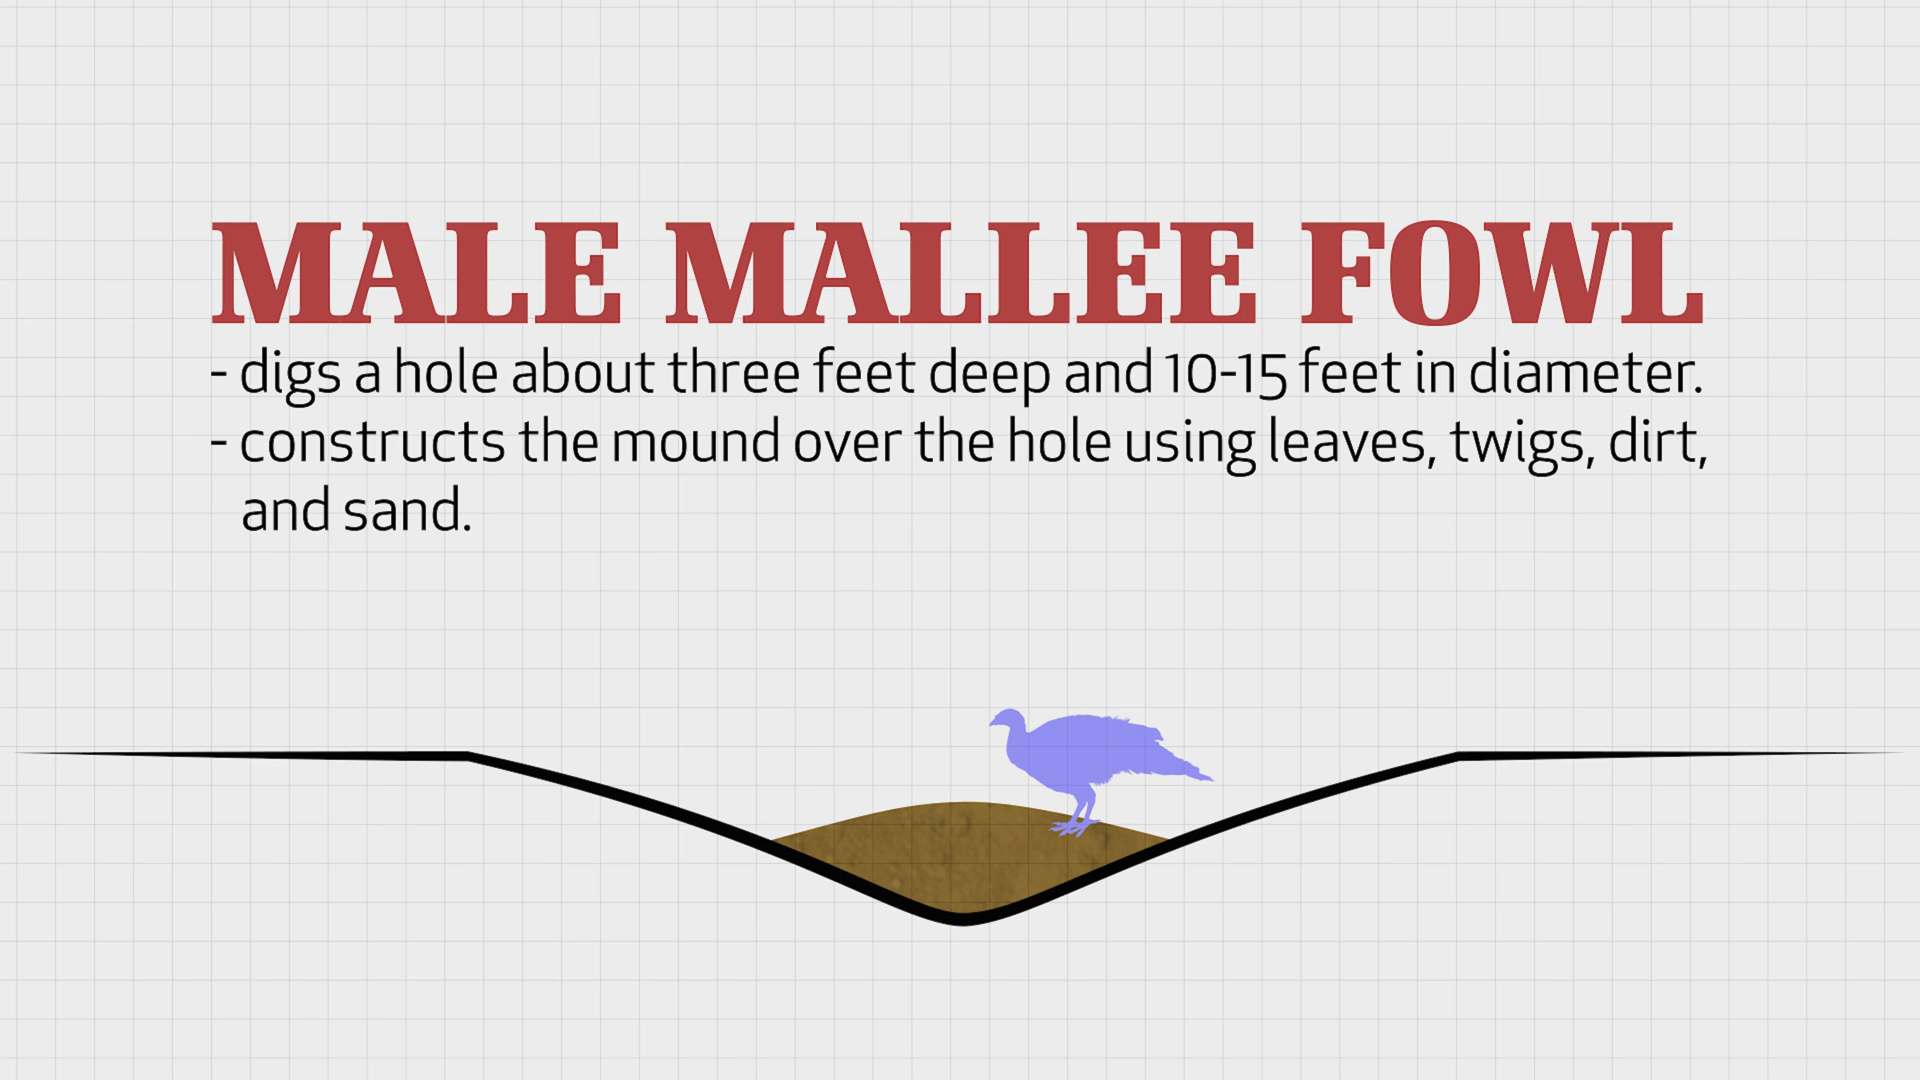 MALE MALLEE FOWL
- digs a hole about three feet deep and 10-15 feet in diameter.
- constructs the mound over the hole using leaves, twigs, dirt,
and sand.